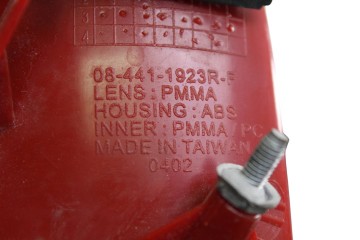 08-441-1923R-F
LENS : PMMA
HOUSING : ABS
INNER : PMMA / PC
MADE IN TAIWAN
0402